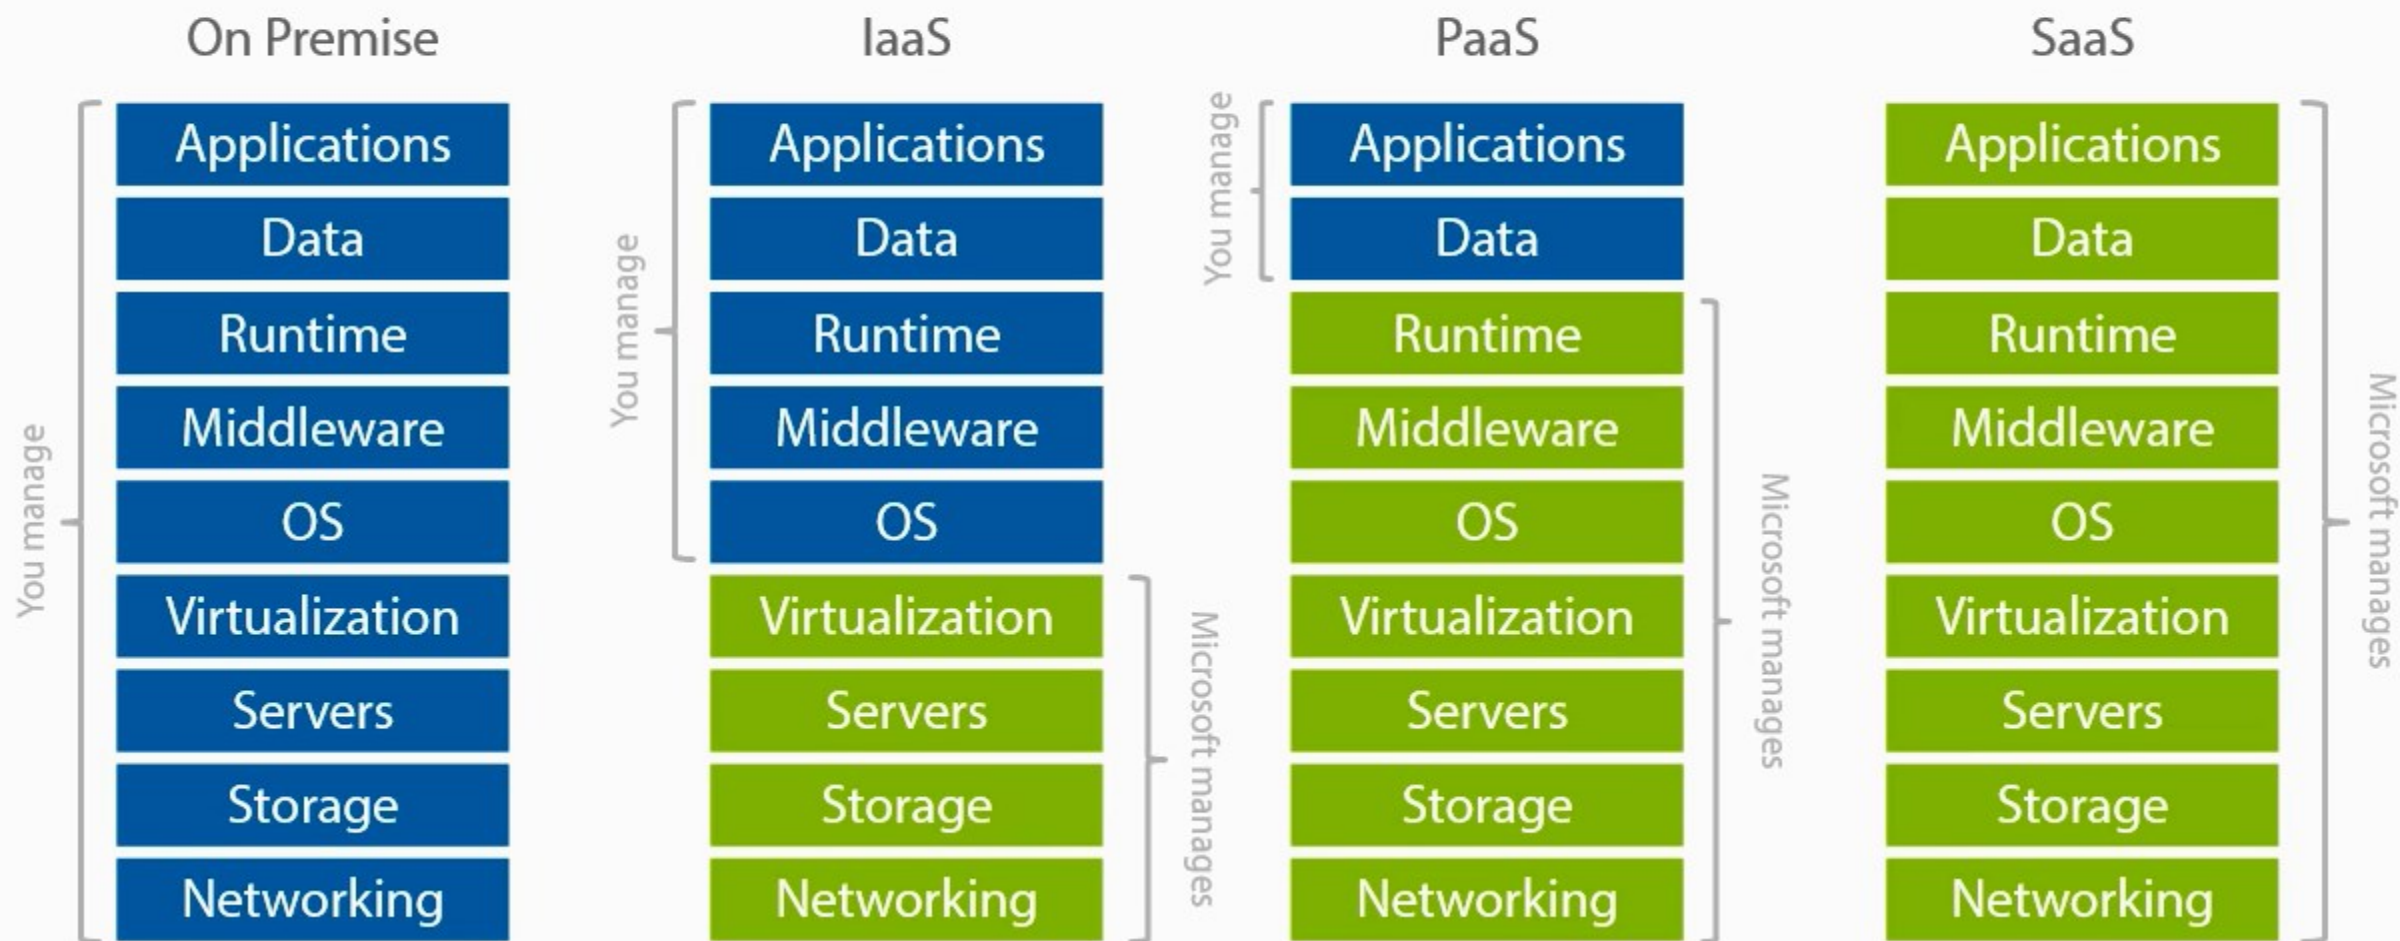 On Premise
IaaS
PaaS
SaaS
You manage
Applications
Data
Runtime
Middleware
OS
Virtualization
Servers
Storage
Networking
You manage
Applications
Data
Runtime
Middleware
OS
Virtualization
Servers
Storage
Networking
Microsoft manages
You manage
Applications
Data
Runtime
Middleware
OS
Virtualization
Servers
Storage
Networking
Microsoft manages
Applications
Data
Runtime
Middleware
OS
Virtualization
Servers
Storage
Networking
Microsoft manages